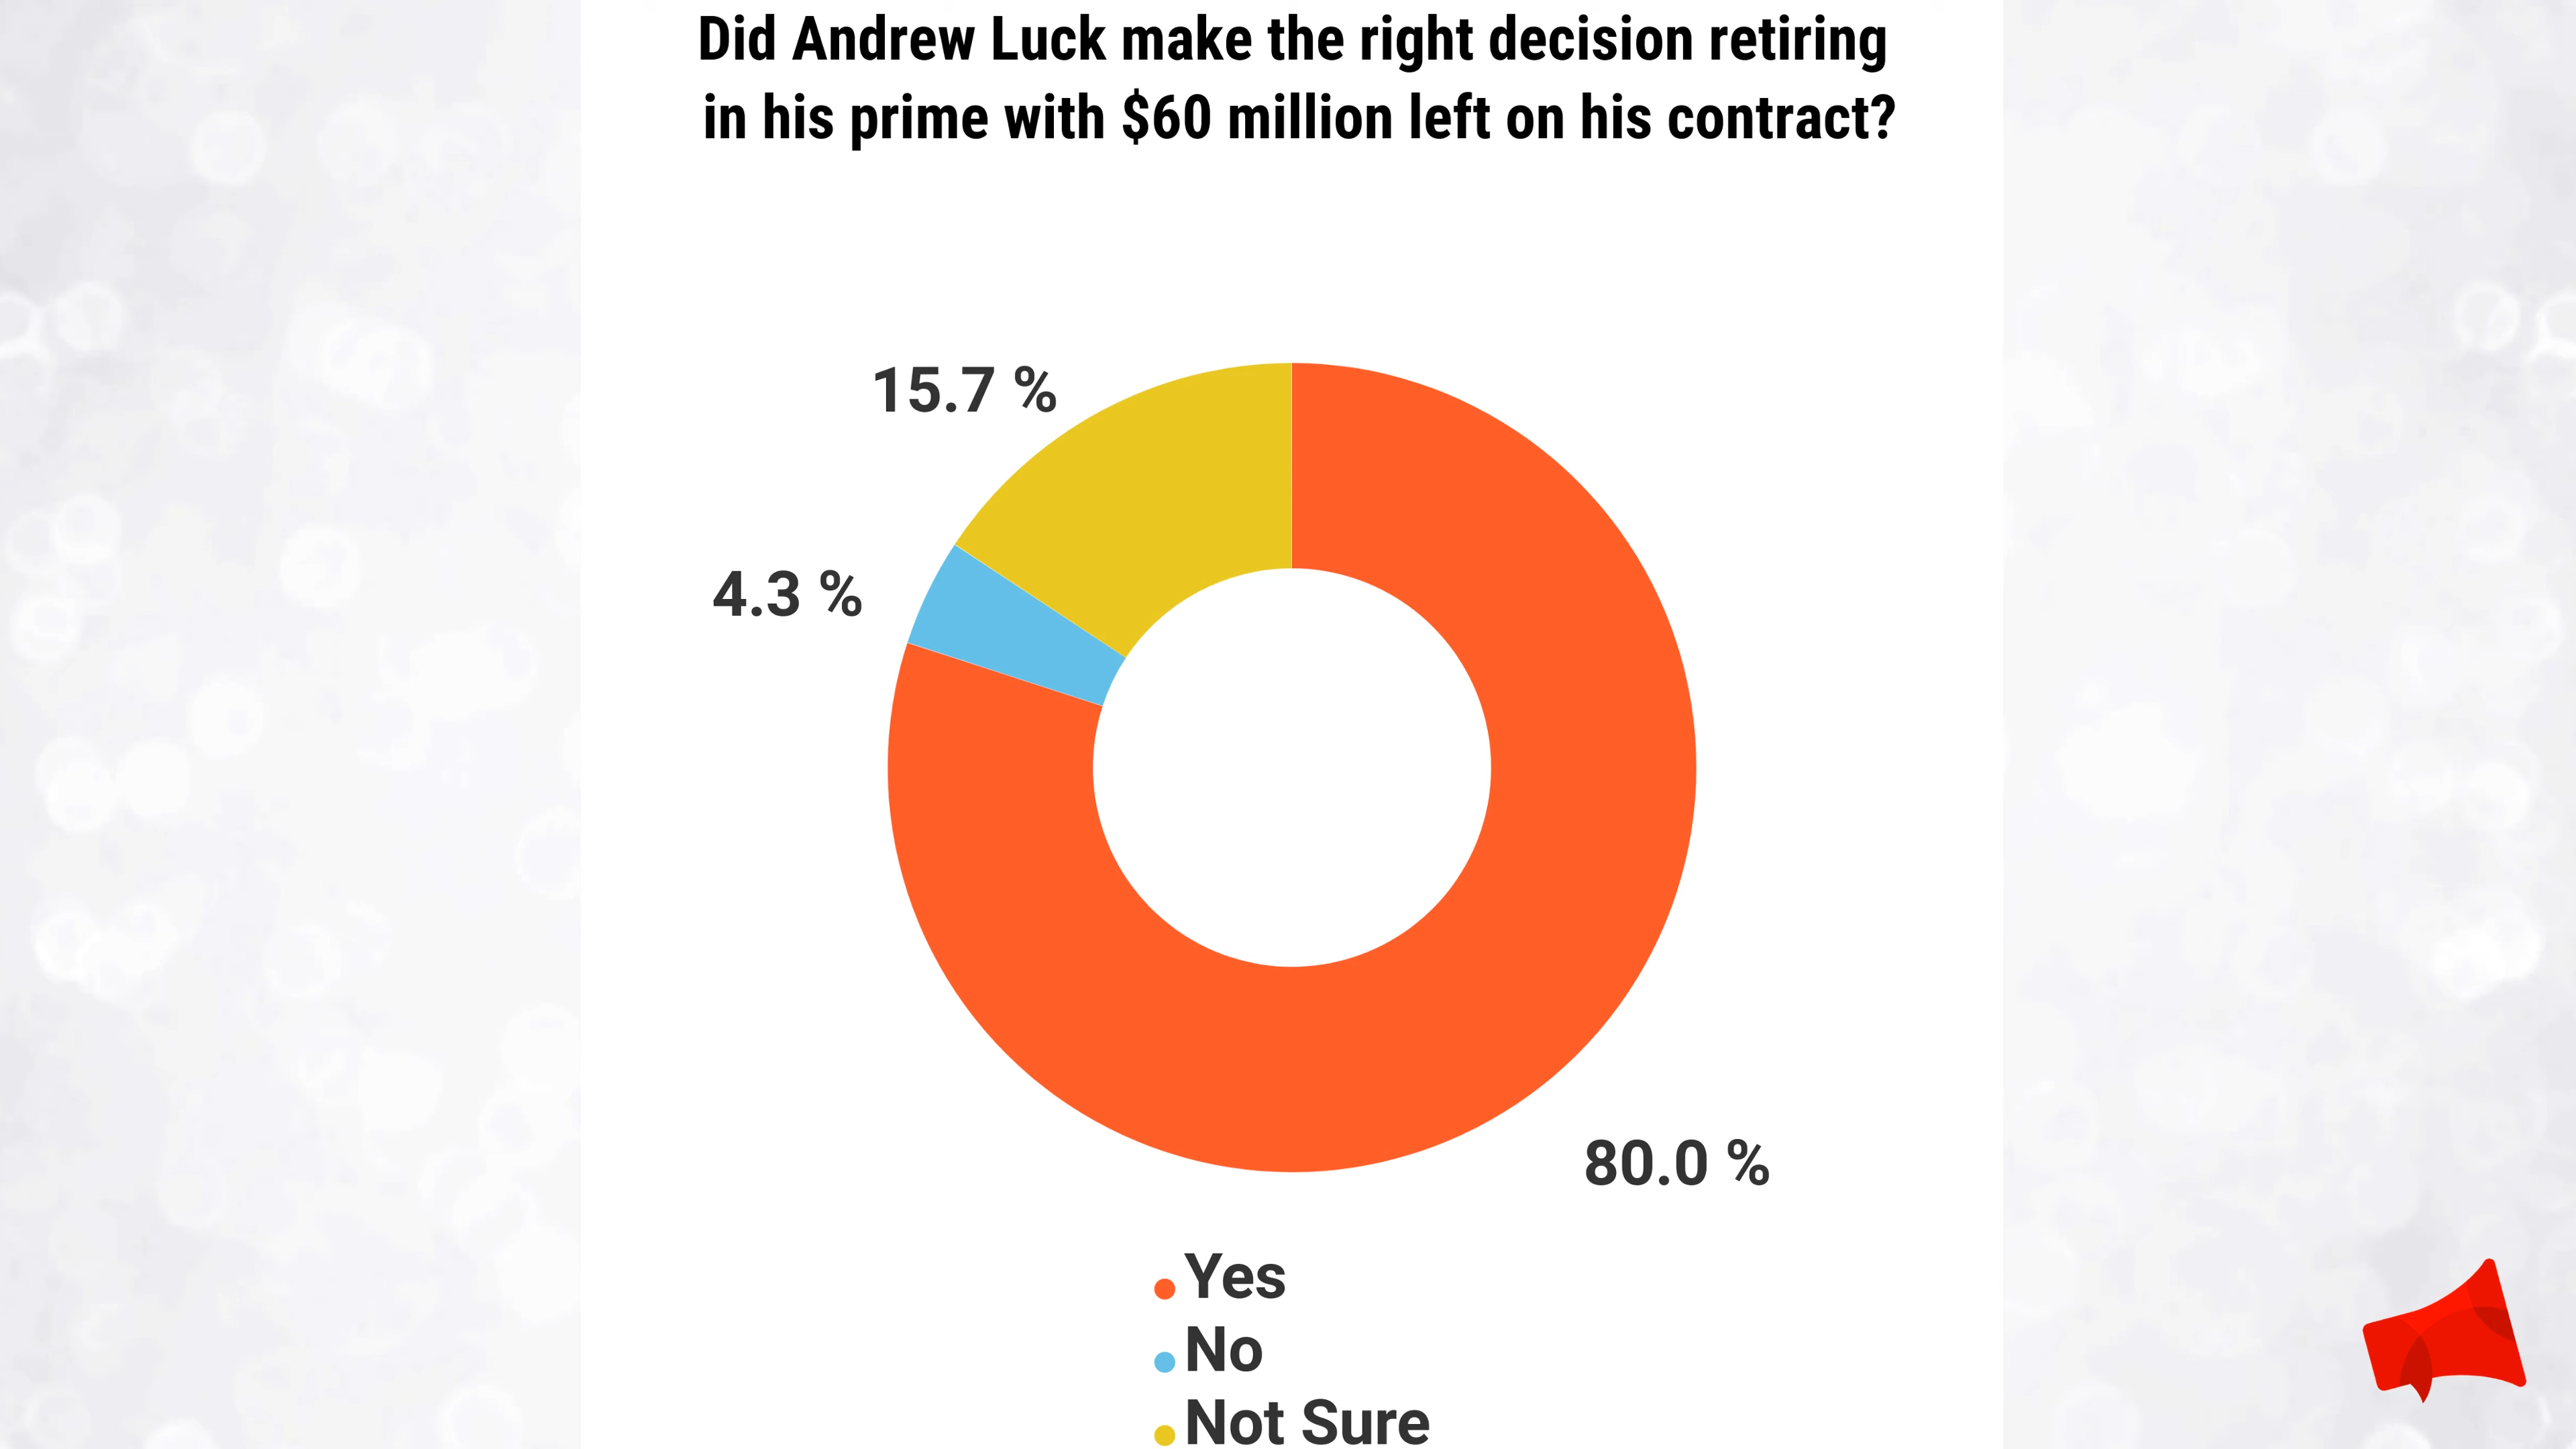 Did Andrew Luck make the right decision retiring
in his prime with $60 million left on his contract?
15.7 %
4.3 %
80.0 %
Yes
No
Not Sure